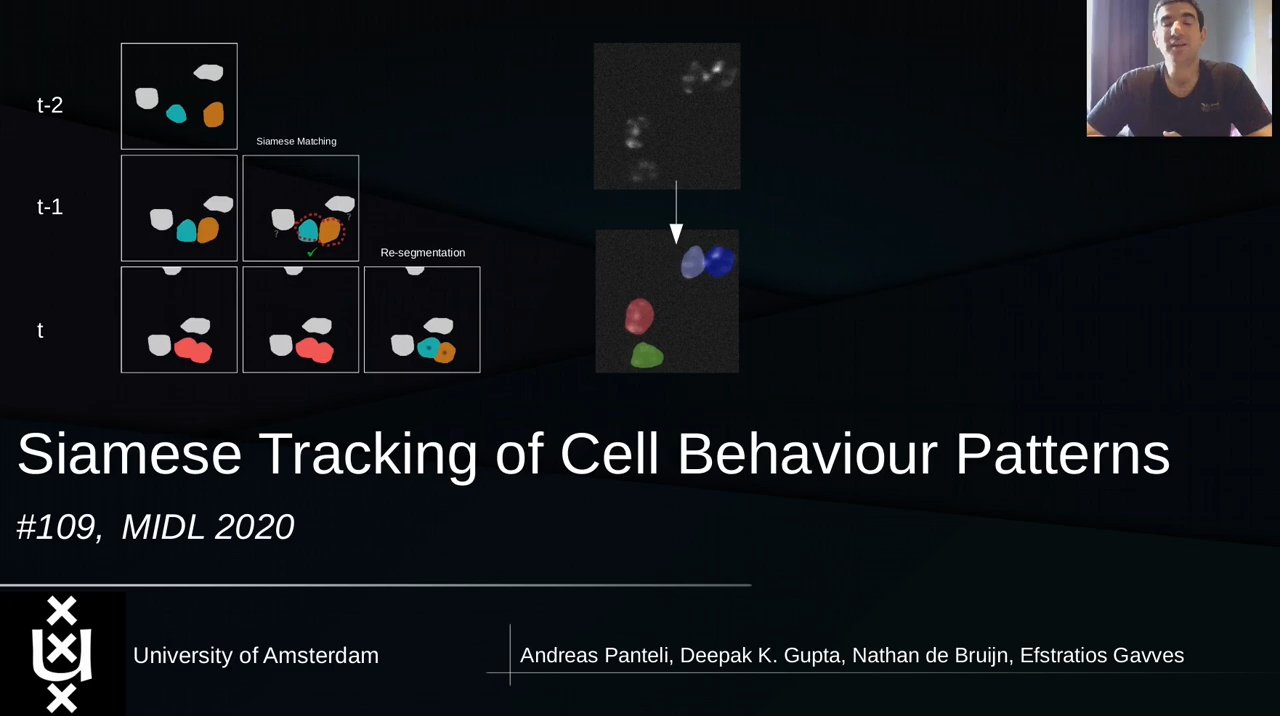 t-2
Siamese Matching
t-1
?
?
Re-segmentation
t
Siamese Tracking of Cell Behaviour Patterns
#109, MIDL 2020
University of Amsterdam
Andreas Panteli, Deepak K. Gupta, Nathan de Bruijn, Efstratios Gavves